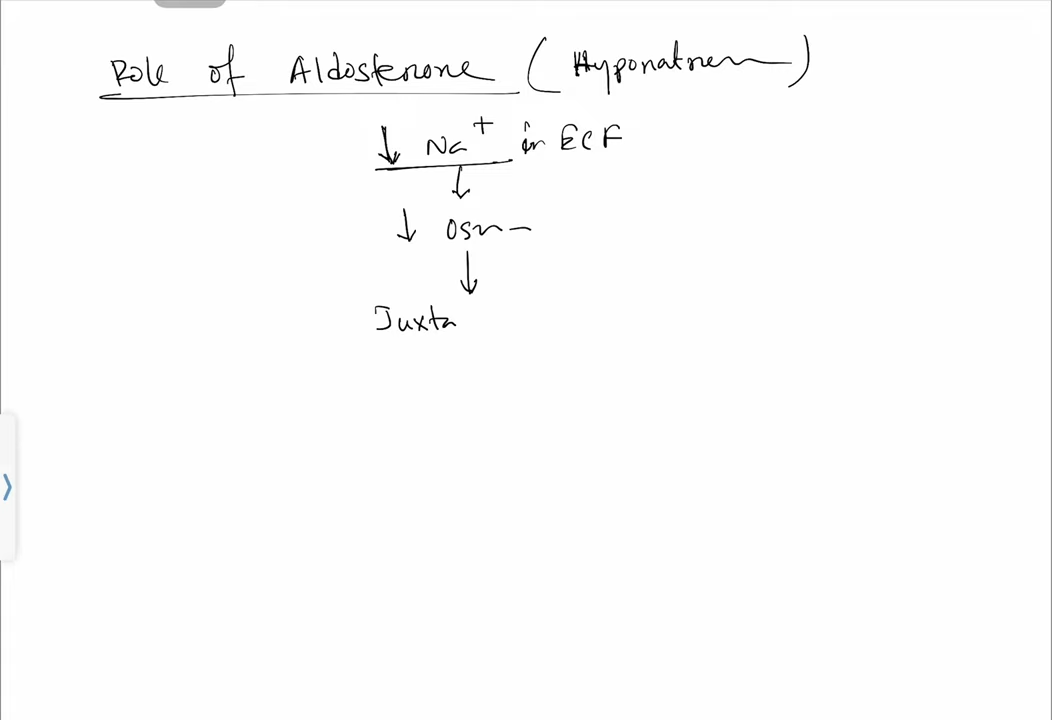 Role of Aldosterone (Hyponatrem)
↓ Na+ in ECF
↓
↓ osm
↓
Juxta